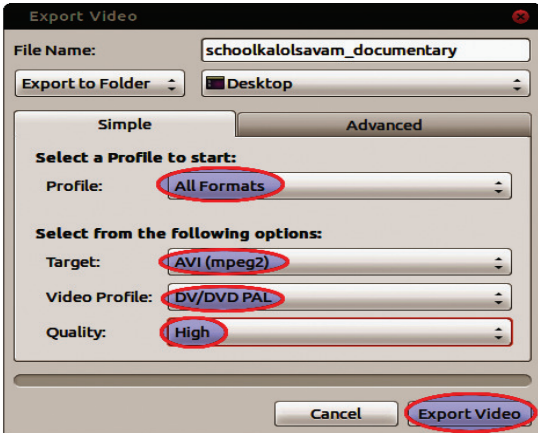 Export Video
File Name: schoolkalolsavam_documentary
Export to Folder Desktop
Simple Advanced
Select a Profile to start:
Profile: All Formats
Select from the following options:
Target: AVI (mpeg2)
Video Profile: DV/DVD PAL
Quality: High
Cancel Export Video